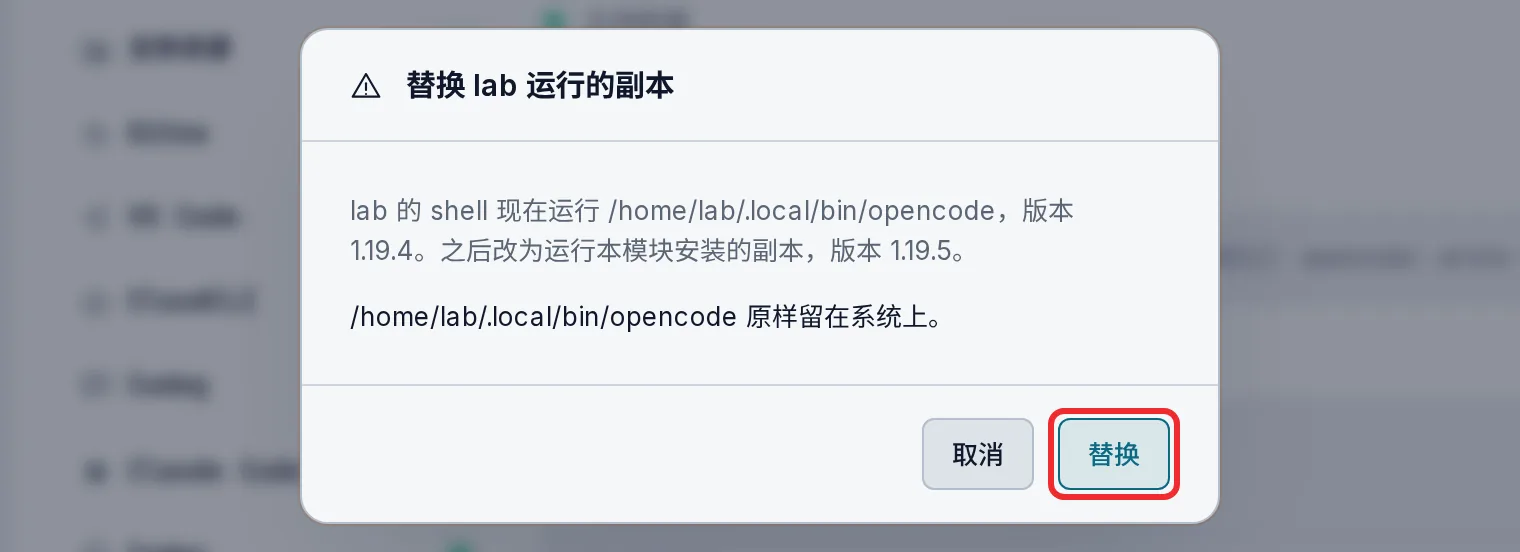 替换 lab 运行的副本
lab 的 shell 现在运行 /home/lab/.local/bin/opencode，版本
1.19.4。之后改为运行本模块安装的副本，版本 1.19.5。
/home/lab/.local/bin/opencode 原样留在系统上。
取消
替换